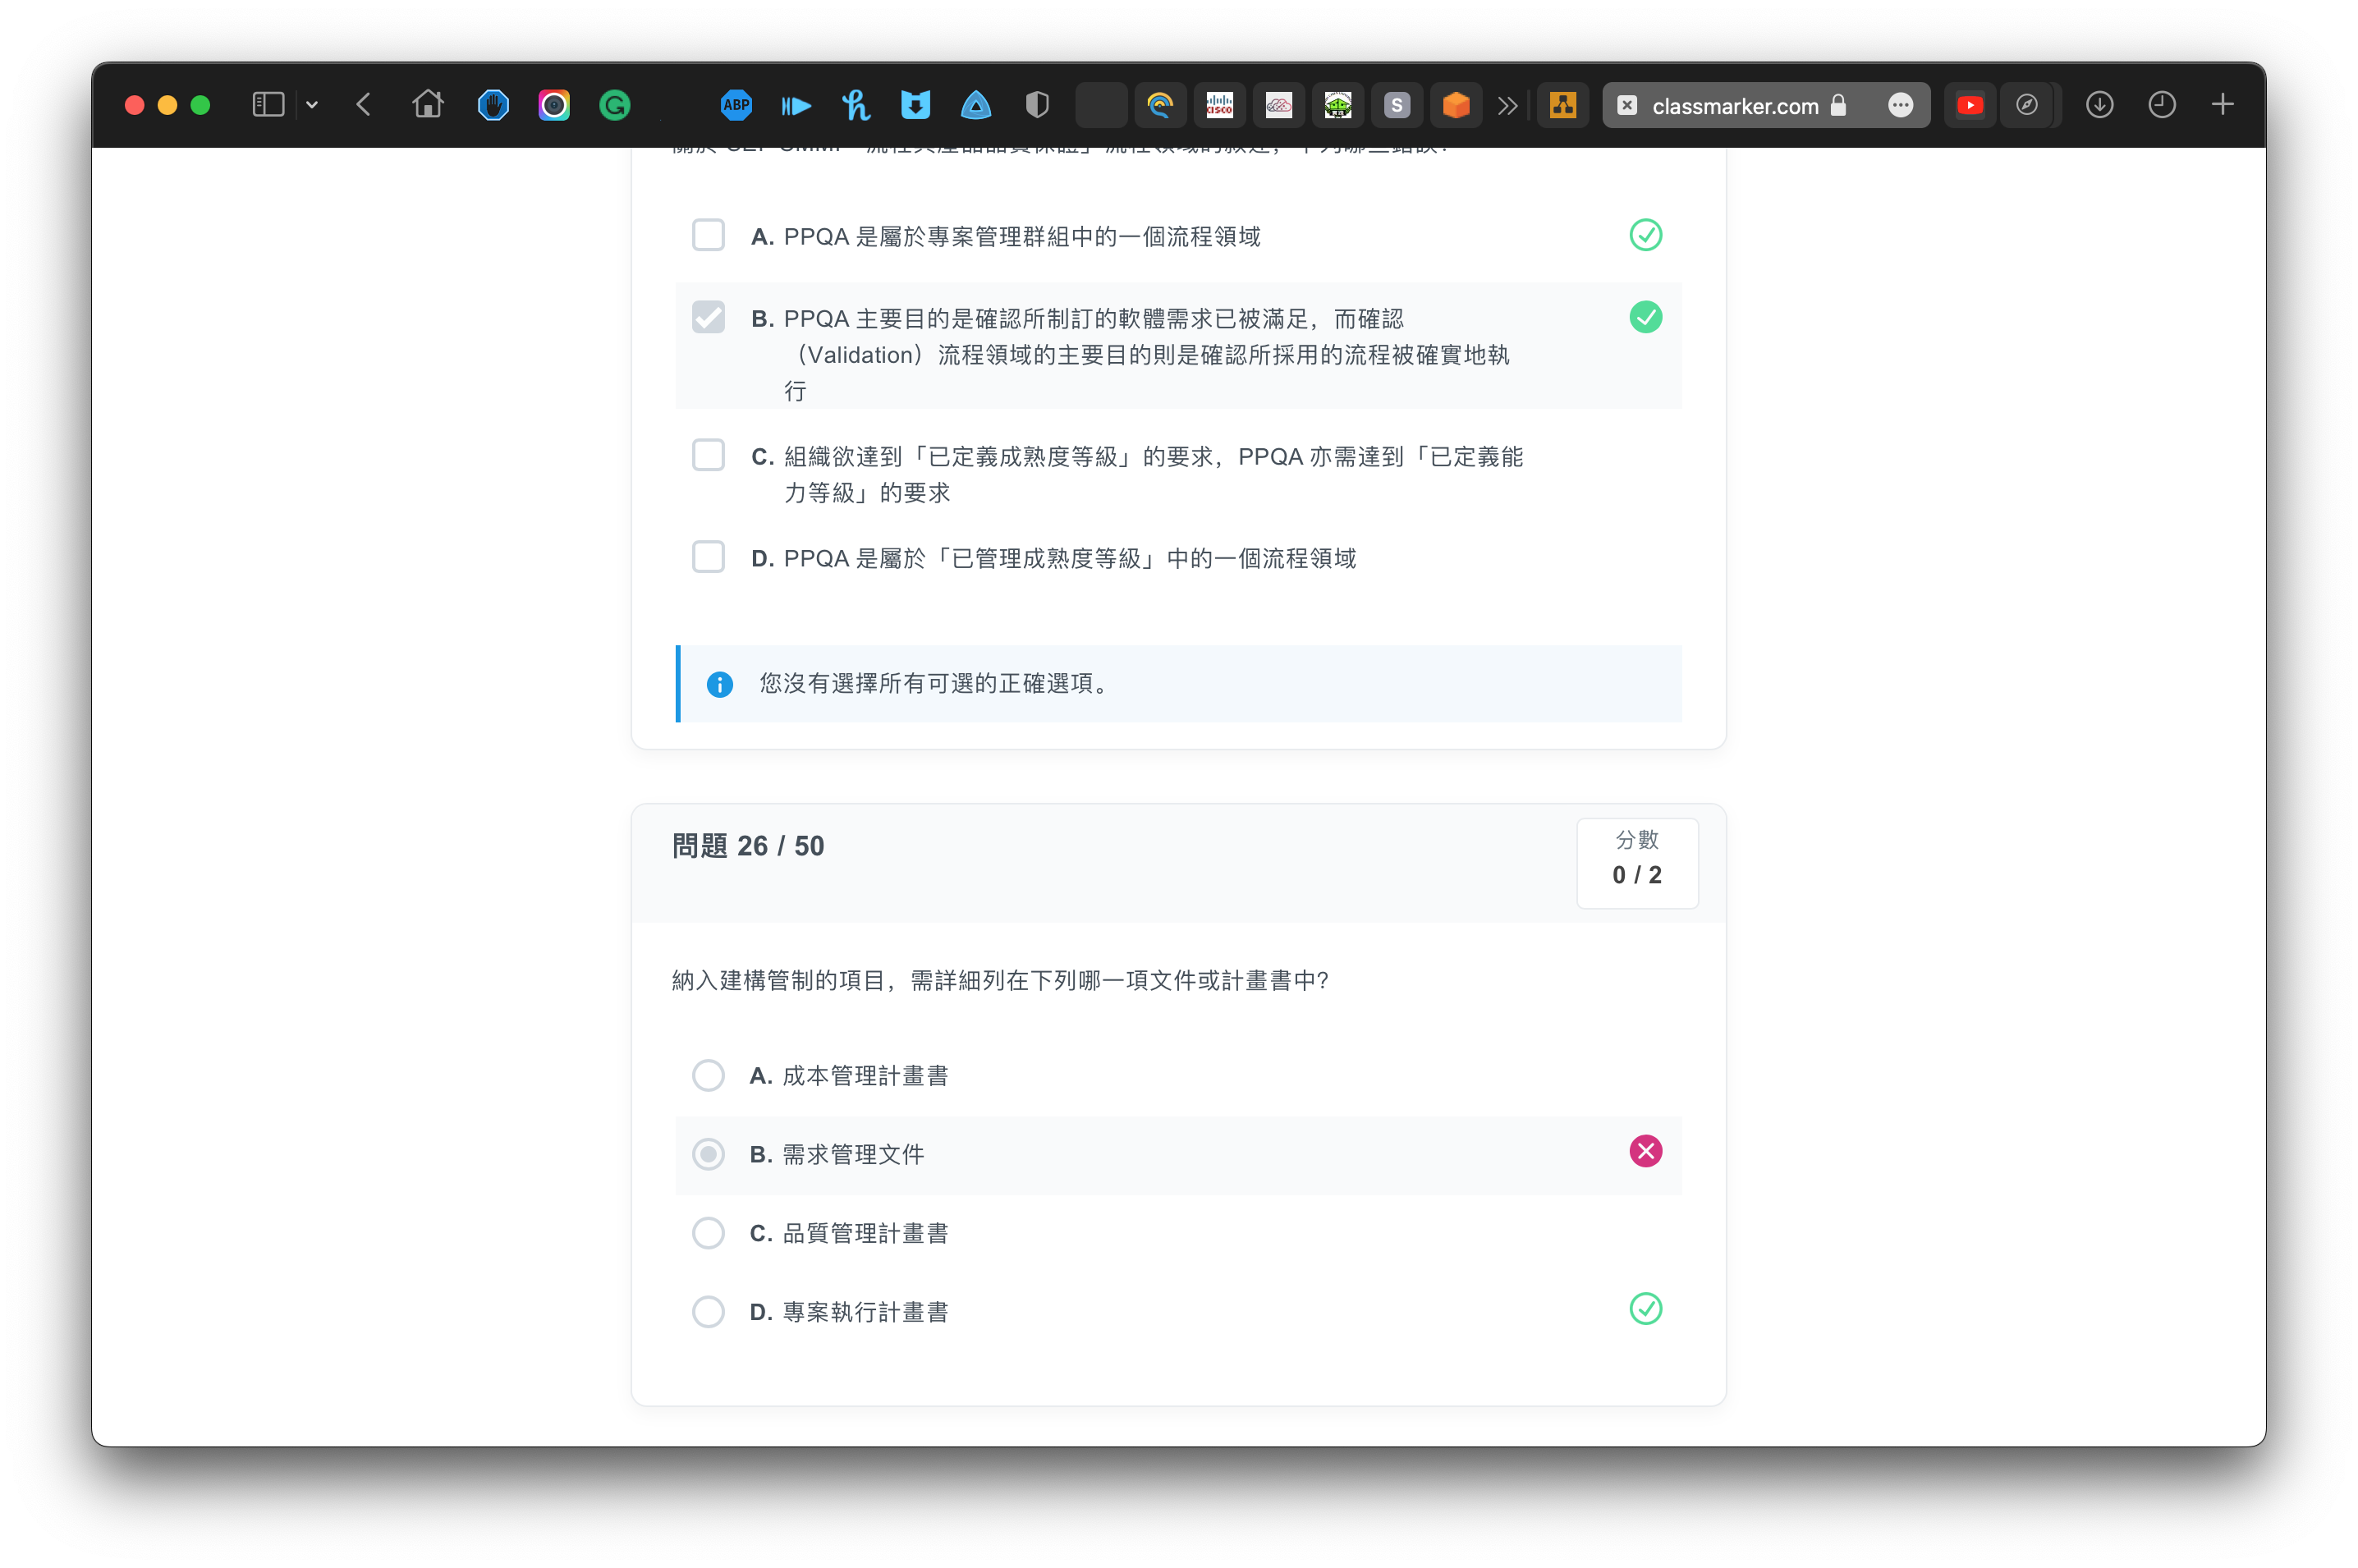 ABP
CISCO
S
classmarker.com
A. PPQA 是屬於專案管理群組中的一個流程領域
B. PPQA 主要目的是確認所制訂的軟體需求已被滿足，而確認
（Validation）流程領域的主要目的則是確認所採用的流程被確實地執
行
C. 組織欲達到「已定義成熟度等級」的要求，PPQA 亦需達到「已定義能
力等級」的要求
D. PPQA 是屬於「已管理成熟度等級」中的一個流程領域
您沒有選擇所有可選的正確選項。
問題 26 / 50
分數
0 / 2
納入建構管制的項目，需詳細列在下列哪一項文件或計畫書中?
A. 成本管理計畫書
B. 需求管理文件
C. 品質管理計畫書
D. 專案執行計畫書